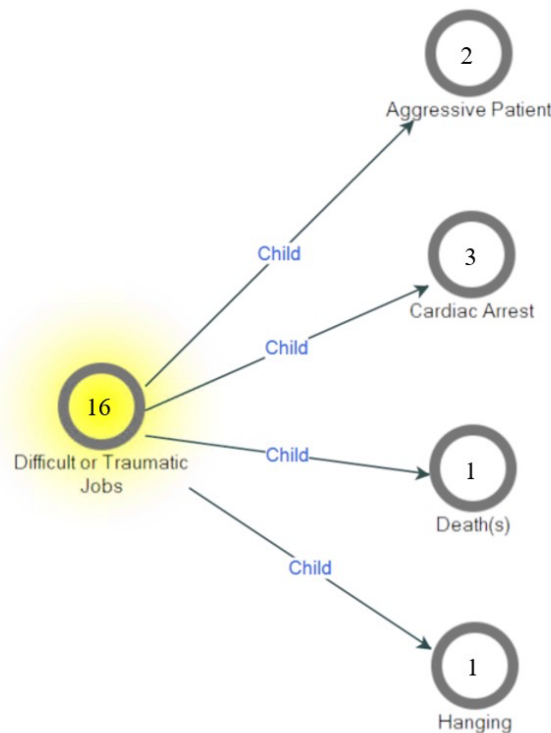 2
Aggressive Patient
Child
3
Cardiac Arrest
Child
16
Difficult or Traumatic
Jobs
Child
1
Death(s)
Child
1
Hanging